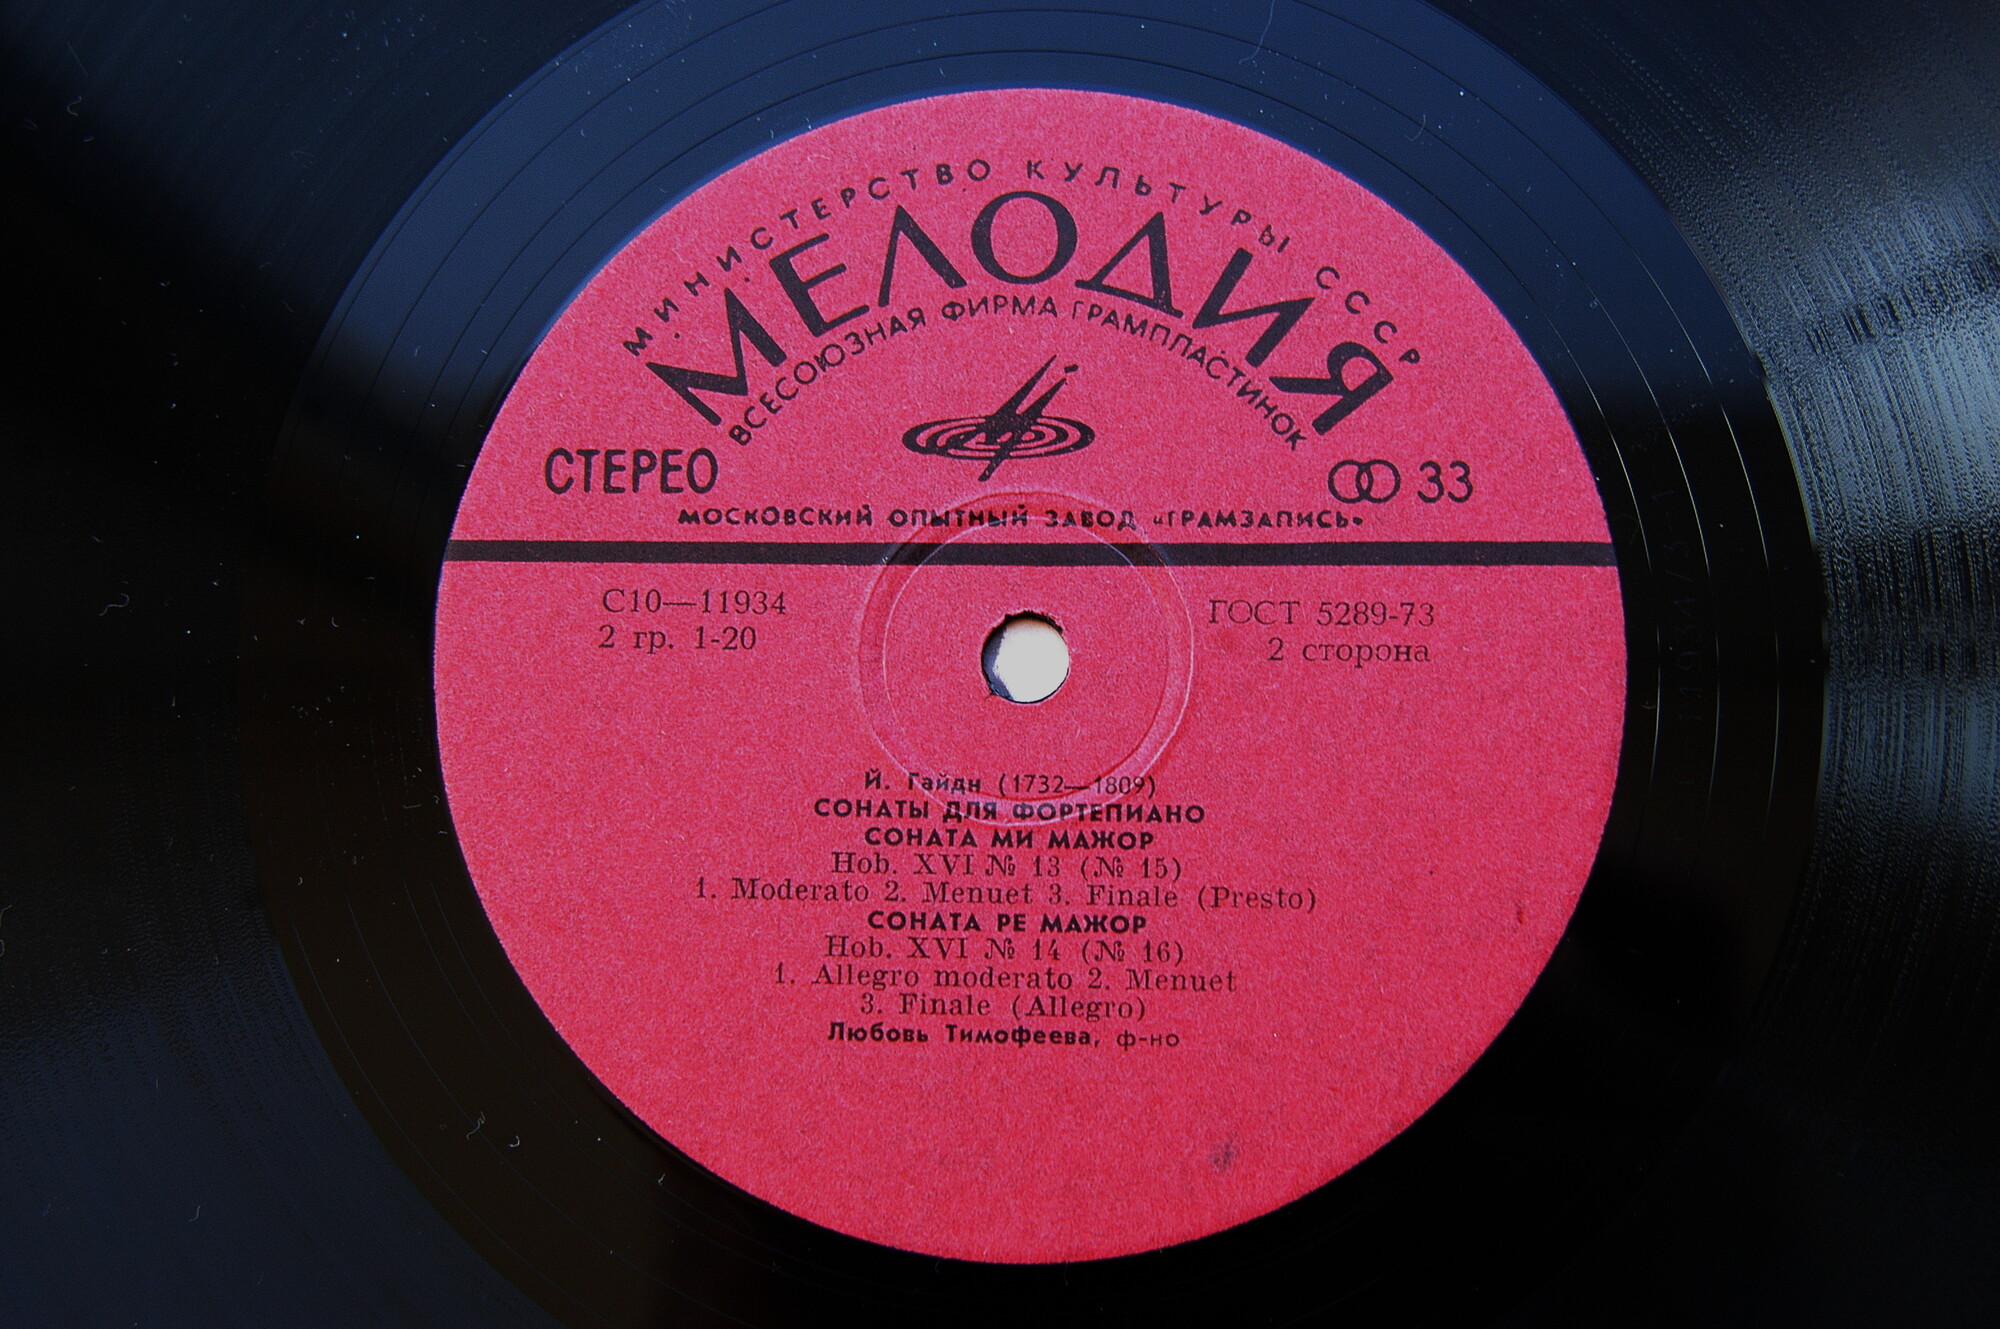 МИНИСТЕРСТВО КУЛЬТУРЫ СССР
МЕЛОДИЯ
ВСЕСОЮЗНАЯ ФИРМА ГРАМПЛАСТИНОК
СТЕРЕО
33
МОСКОВСКИЙ ОПЫТНЫЙ ЗАВОД «ГРАМЗАПИСЬ»
С10—11934
2 гр. 1-20
ГОСТ 5289-73
2 сторона
Й. Гайдн (1732—1809)
СОНАТЫ ДЛЯ ФОРТЕПИАНО
СОНАТА МИ МАЖОР
Hob. XVI № 13 (№ 15)
1. Moderato 2. Menuet 3. Finale (Presto)
СОНАТА РЕ МАЖОР
Hob. XVI № 14 (№ 16)
1. Allegro moderato 2. Menuet
3. Finale (Allegro)
Любовь Тимофеева, ф-но